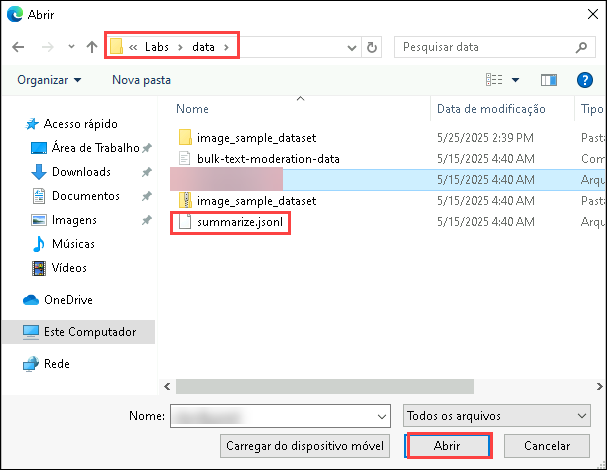 Abrir
« Labs > data >
Pesquisar data
Organizar
Nova pasta
Nome
Data de modificação
Tipo
Acesso rápido
Área de Trabalho
Downloads
Documentos
Imagens
Músicas
Vídeos
OneDrive
Este Computador
Rede
image_sample_dataset 5/25/2025 2:39 PM Pasta
bulk-text-moderation-data 5/15/2025 4:40 AM Com
5/15/2025 4:40 AM Arqu
image_sample_dataset 5/15/2025 4:40 AM Pasta
summarize.jsonl 5/15/2025 4:40 AM Arqu
Nome:
Todos os arquivos
Carregar do dispositivo móvel
Abrir
Cancelar